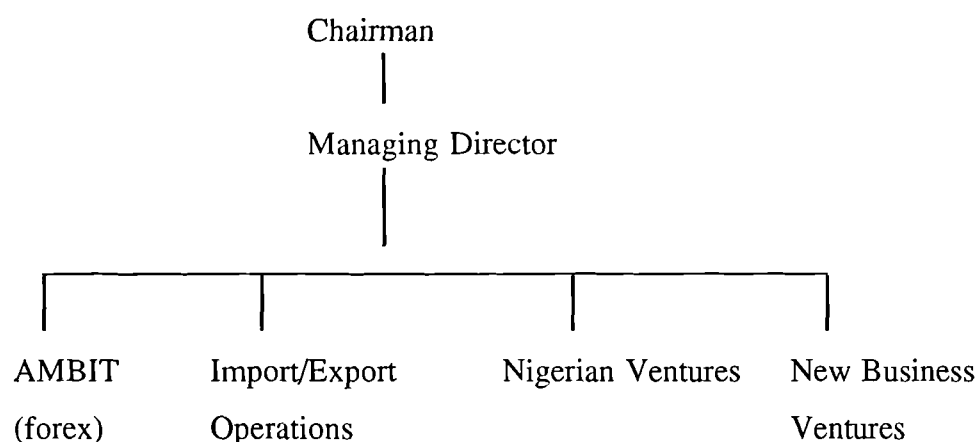 Chairman
Managing Director
AMBIT Import/Export Nigerian Ventures New Business
(forex) Operations Ventures